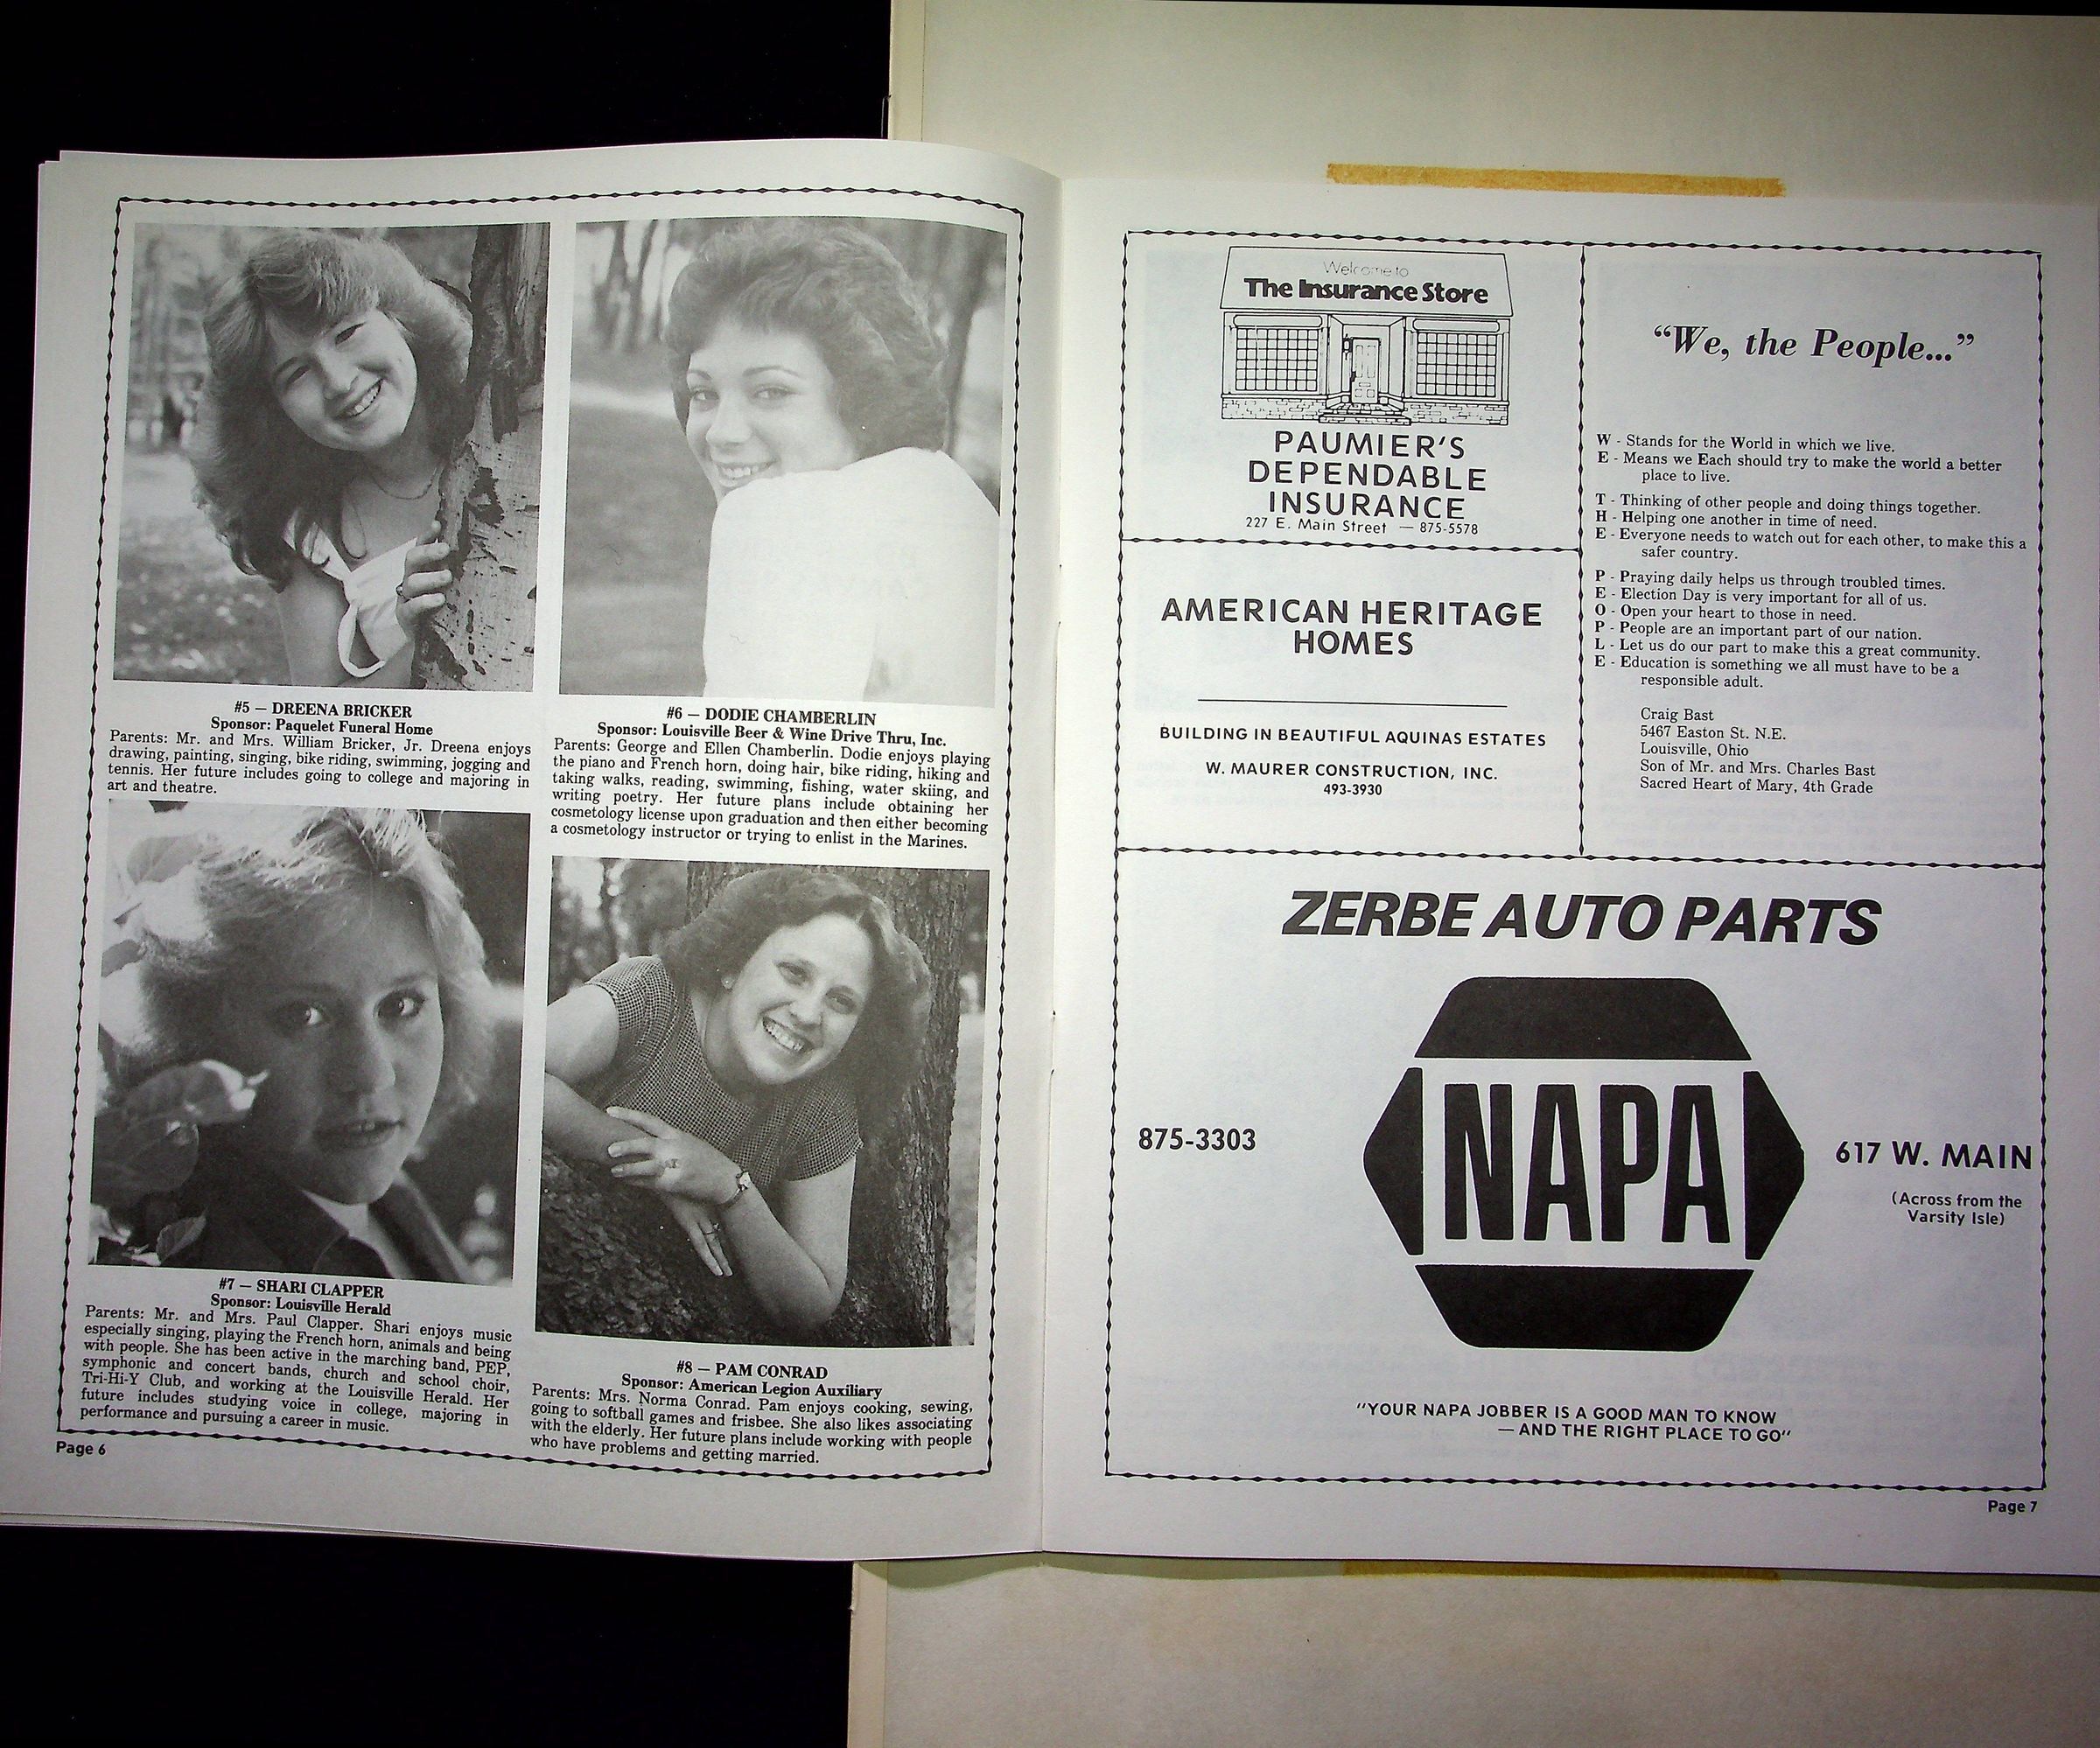 #5 — DREENA BRICKER
Sponsor: Paquelet Funeral Home
Parents: Mr. and Mrs. William Bricker, Jr. Dreena enjoys
drawing, painting, singing, bike riding, swimming, jogging and
tennis. Her future includes going to college and majoring in
art and theatre.
#6 — DODIE CHAMBERLIN
Sponsor: Louisville Beer & Wine Drive Thru, Inc.
Parents: George and Ellen Chamberlin. Dodie enjoys playing
the piano and French horn, doing hair, bike riding, hiking and
taking walks, reading, swimming, fishing, water skiing, and
writing poetry. Her future plans include obtaining her
cosmetology license upon graduation and then either becoming
a cosmetology instructor or trying to enlist in the Marines.
#7 — SHARI CLAPPER
Sponsor: Louisville Herald
Parents: Mr. and Mrs. Paul Clapper. Shari enjoys music
especially singing, playing the French horn, animals and being
with people. She has been active in the marching band, PEP,
symphonic and concert bands, church and school choir,
Tri-Hi-Y Club, and working at the Louisville Herald. Her
future includes studying voice in college, majoring in
performance and pursuing a career in music.
#8 — PAM CONRAD
Sponsor: American Legion Auxiliary
Parents: Mrs. Norma Conrad. Pam enjoys cooking, sewing,
going to softball games and frisbee. She also likes associating
with the elderly. Her future plans include working with people
who have problems and getting married.
Page 6
Welcome to
The Insurance Store
PAUMIER'S
DEPENDABLE
INSURANCE
227 E. Main Street — 875-5578
AMERICAN HERITAGE
HOMES
BUILDING IN BEAUTIFUL AQUINAS ESTATES
W. MAURER CONSTRUCTION, INC.
493-3930
“We, the People...”
W - Stands for the World in which we live.
E - Means we Each should try to make the world a better
place to live.
T - Thinking of other people and doing things together.
H - Helping one another in time of need.
E - Everyone needs to watch out for each other, to make this a
safer country.
P - Praying daily helps us through troubled times.
E - Election Day is very important for all of us.
O - Open your heart to those in need.
P - People are an important part of our nation.
L - Let us do our part to make this a great community.
E - Education is something we all must have to be a
responsible adult.
Craig Bast
5467 Easton St. N.E.
Louisville, Ohio
Son of Mr. and Mrs. Charles Bast
Sacred Heart of Mary, 4th Grade
ZERBE AUTO PARTS
875-3303
NAPA
617 W. MAIN
(Across from the
Varsity Isle)
"YOUR NAPA JOBBER IS A GOOD MAN TO KNOW
— AND THE RIGHT PLACE TO GO"
Page 7